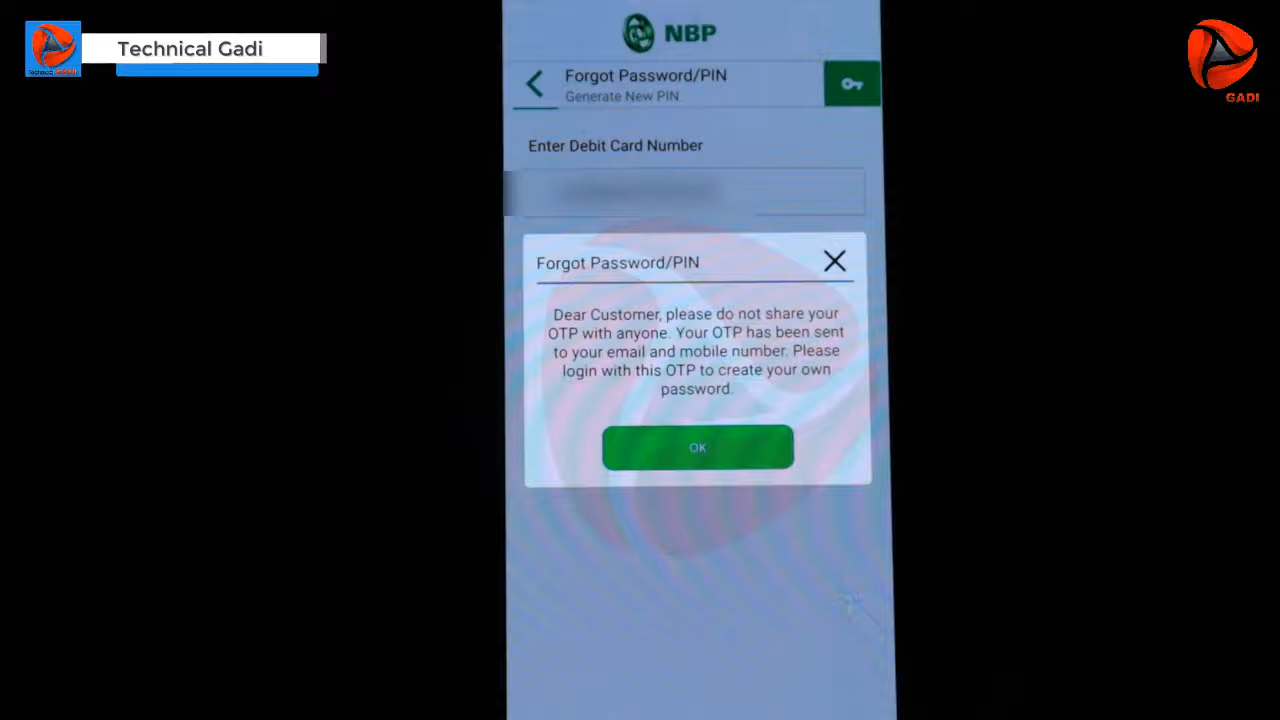 Technical Gadi
GADI
NBP
Forgot Password/PIN
Generate New PIN
Enter Debit Card Number
Forgot Password/PIN
Dear Customer, please do not share your
OTP with anyone. Your OTP has been sent
to your email and mobile number. Please
login with this OTP to create your own
password.
OK